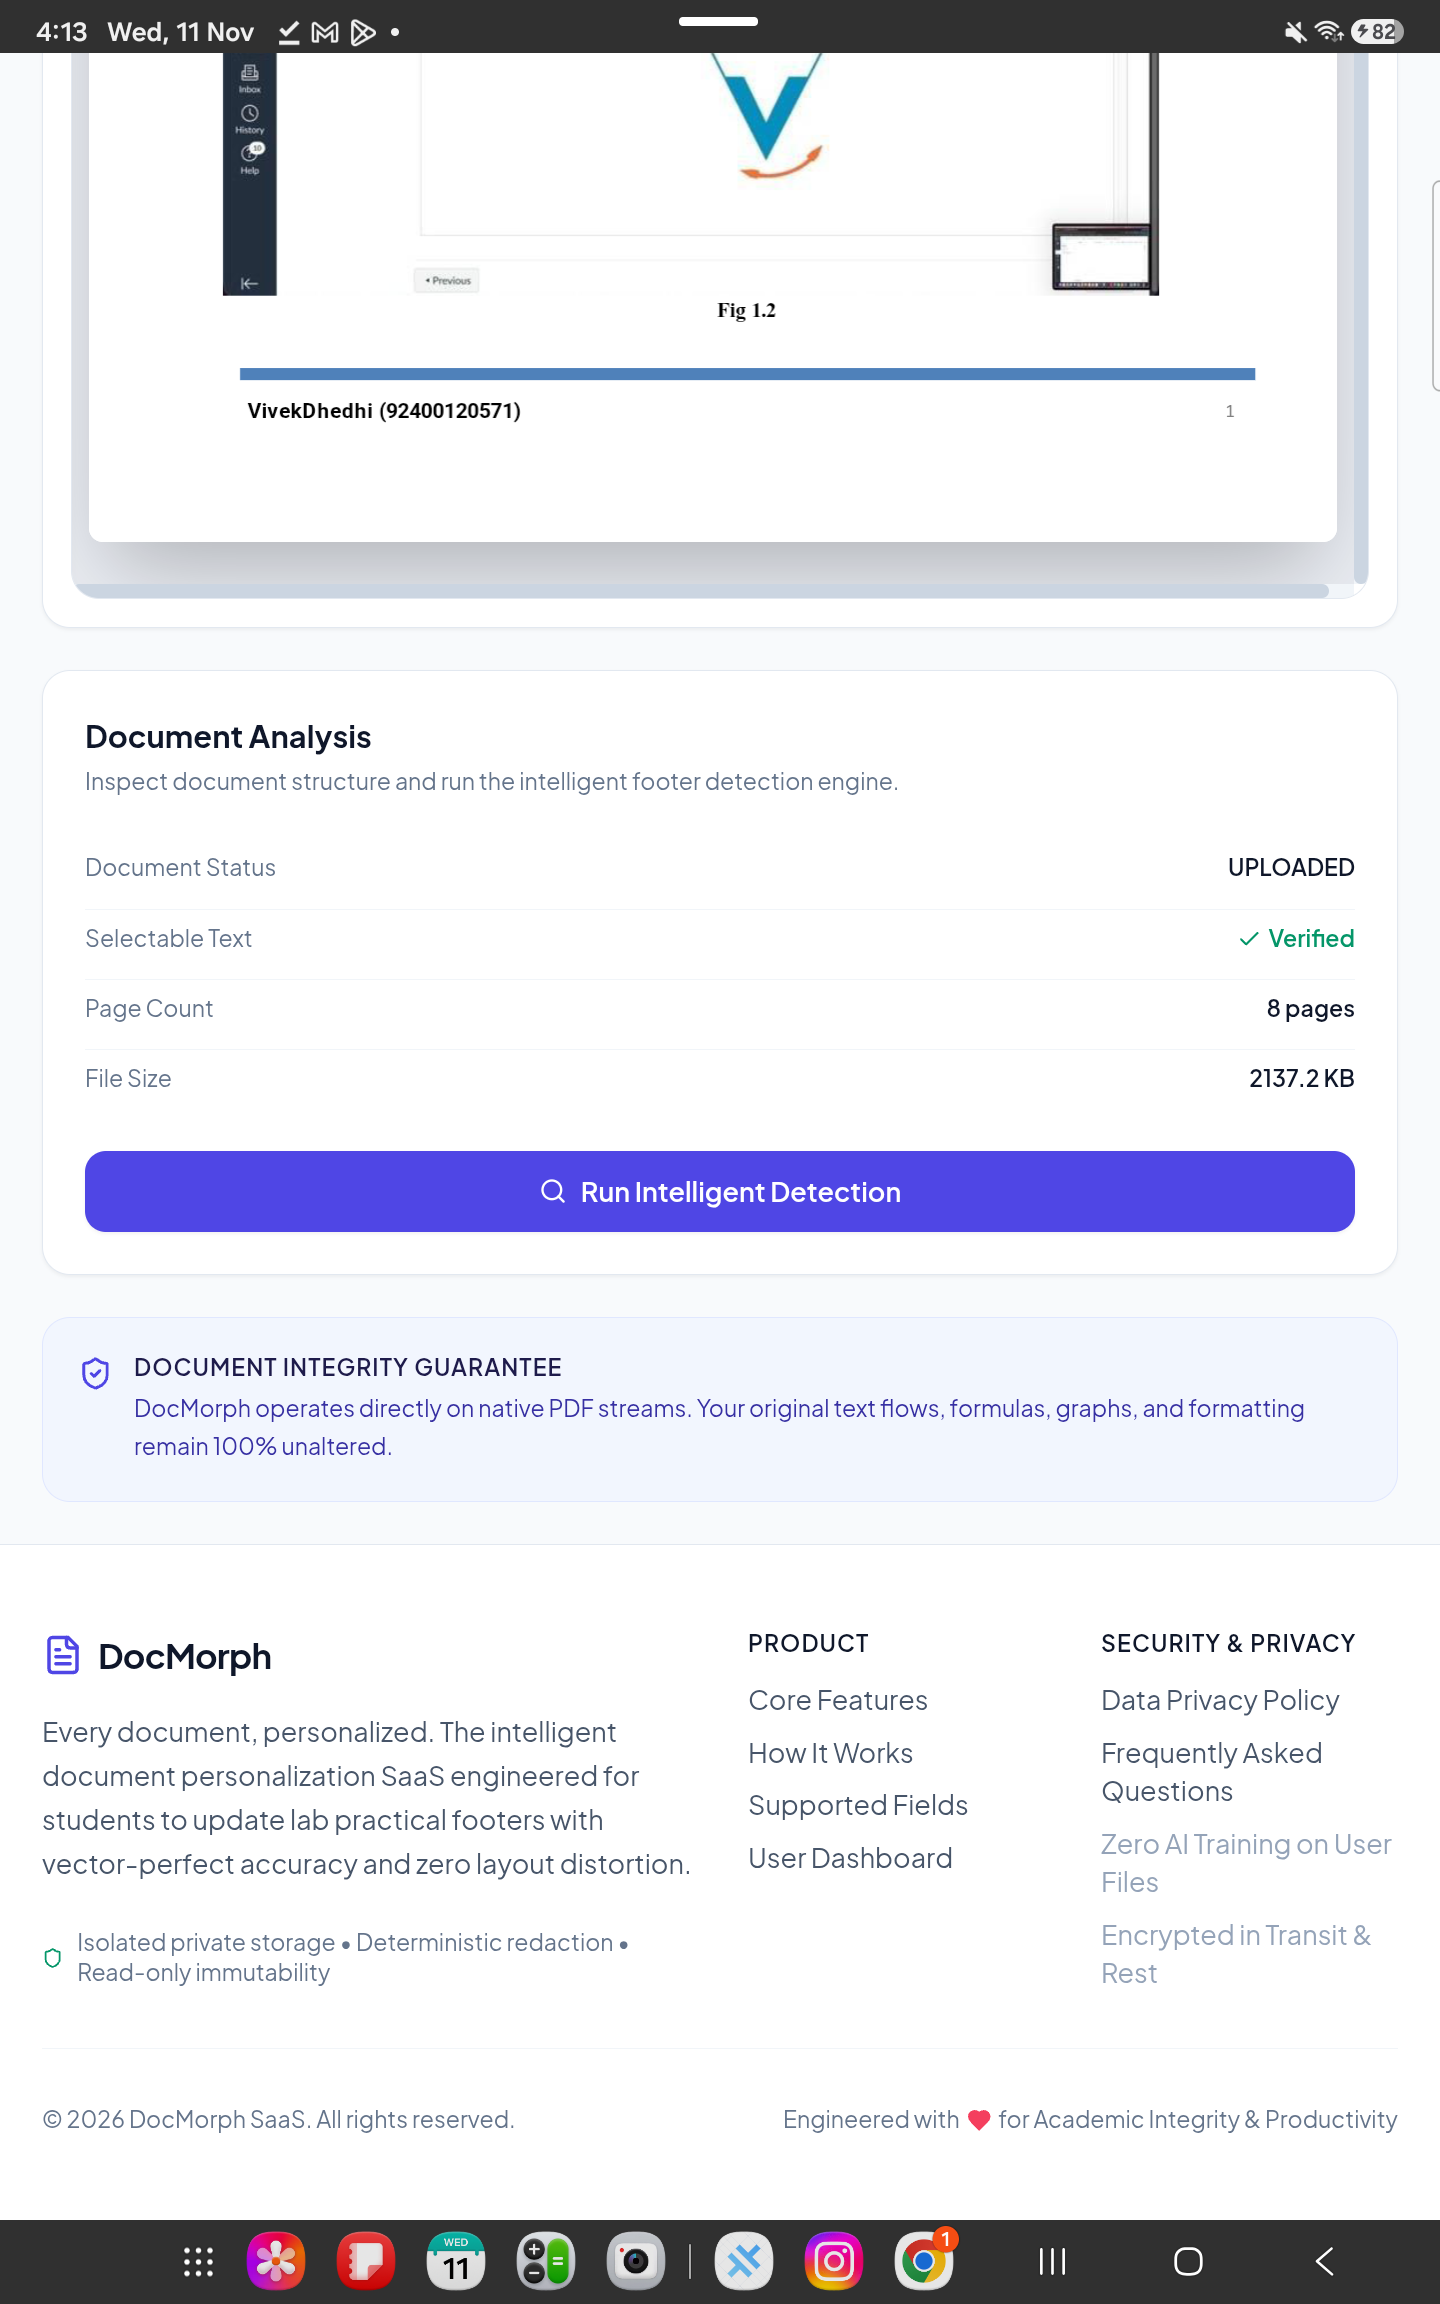 4:13 Wed, 11 Nov
82
Inbox
History
10
Help
Previous
Fig 1.2
VivekDhedhi (92400120571)
1
Document Analysis
Inspect document structure and run the intelligent footer detection engine.
Document Status UPLOADED
Selectable Text Verified
Page Count 8 pages
File Size 2137.2 KB
Run Intelligent Detection
DOCUMENT INTEGRITY GUARANTEE
DocMorph operates directly on native PDF streams. Your original text flows, formulas, graphs, and formatting
remain 100% unaltered.
DocMorph
Every document, personalized. The intelligent
document personalization SaaS engineered for
students to update lab practical footers with
vector-perfect accuracy and zero layout distortion.
Isolated private storage • Deterministic redaction •
Read-only immutability
PRODUCT
Core Features
How It Works
Supported Fields
User Dashboard
SECURITY & PRIVACY
Data Privacy Policy
Frequently Asked
Questions
Zero AI Training on User
Files
Encrypted in Transit &
Rest
© 2026 DocMorph SaaS. All rights reserved.
Engineered with ❤ for Academic Integrity & Productivity
WED
11
1